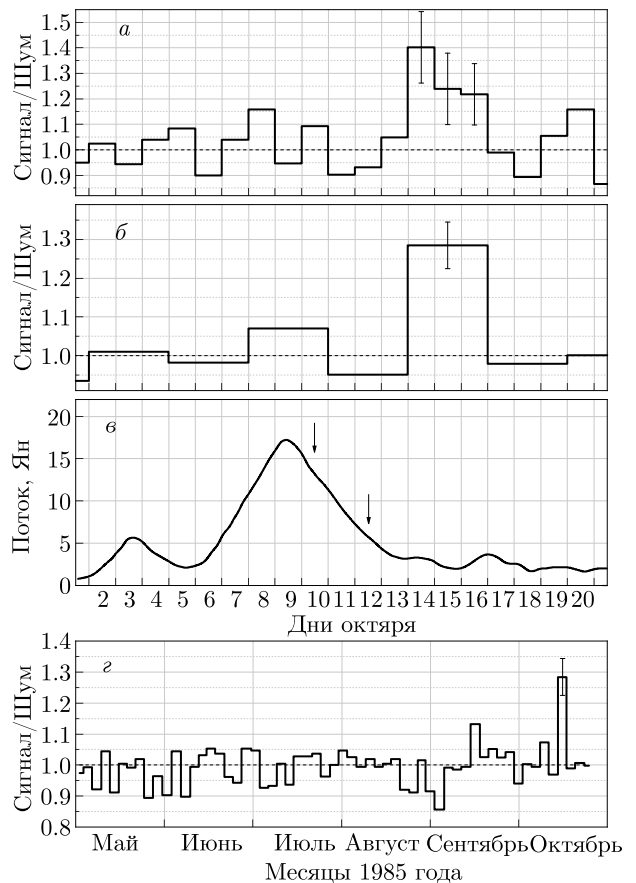 а
Сигнал/Шум
1.5
1.4
1.3
1.2
1.1
1.0
0.9
б
Сигнал/Шум
1.3
1.2
1.1
1.0
в
Поток, Ян
20
15
10
5
0
2 3 4 5 6 7 8 9 10 11 12 13 14 15 16 17 18 19 20
Дни октяря
г
Сигнал/Шум
1.4
1.3
1.2
1.1
1.0
0.9
0.8
Май Июнь Июль Август Сентябрь Октябрь
Месяцы 1985 года